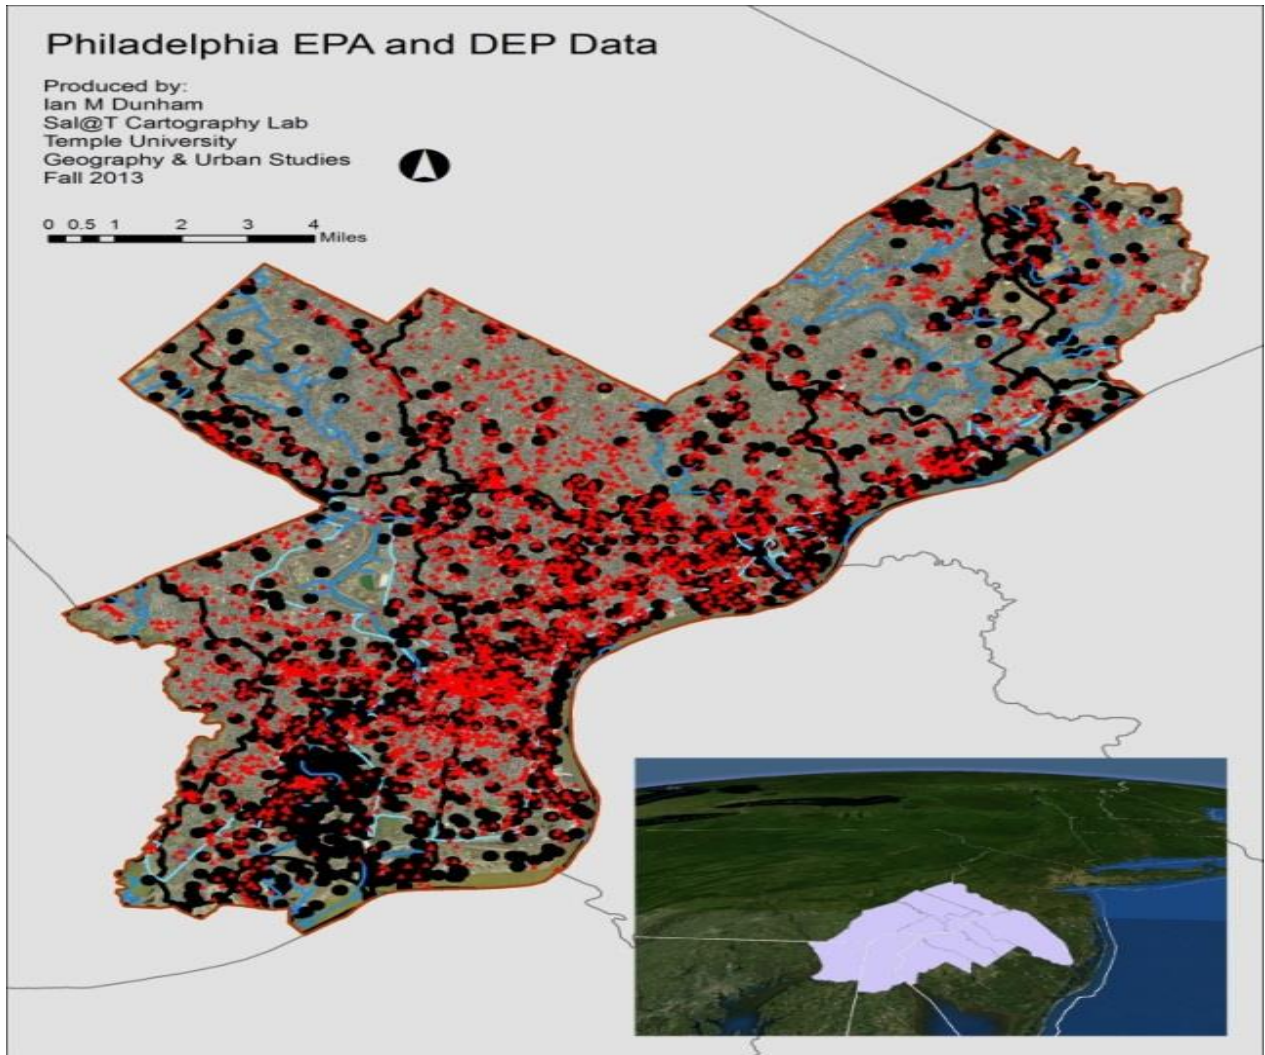 Philadelphia EPA and DEP Data
Produced by:
Ian M Dunham
Sal@T Cartography Lab
Temple University
Geography & Urban Studies
Fall 2013
0 0.5 1 2 3 4
Miles